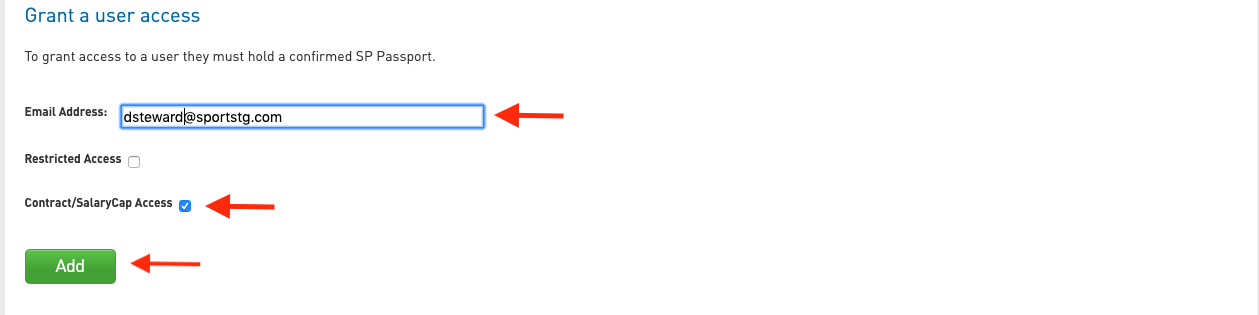 Grant a user access
To grant access to a user they must hold a confirmed SP Passport.
Email Address: dsteward@sportstg.com
Restricted Access
Contract/SalaryCap Access
Add